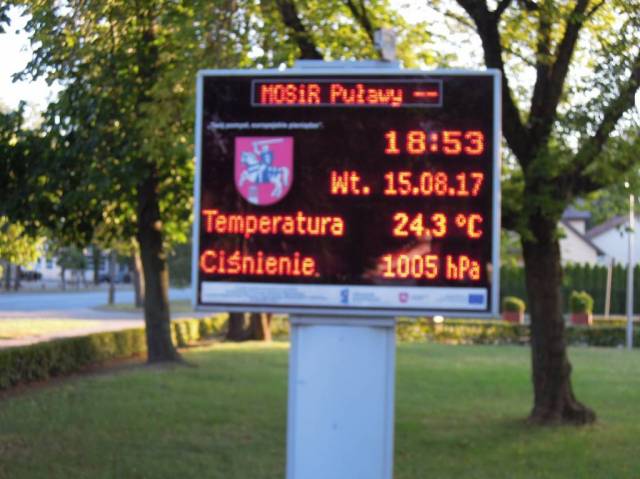 MOSiR Puławy --
18:53
Wt. 15.08.17
Temperatura 24.3 °C
Ciśnienie 1005 hPa